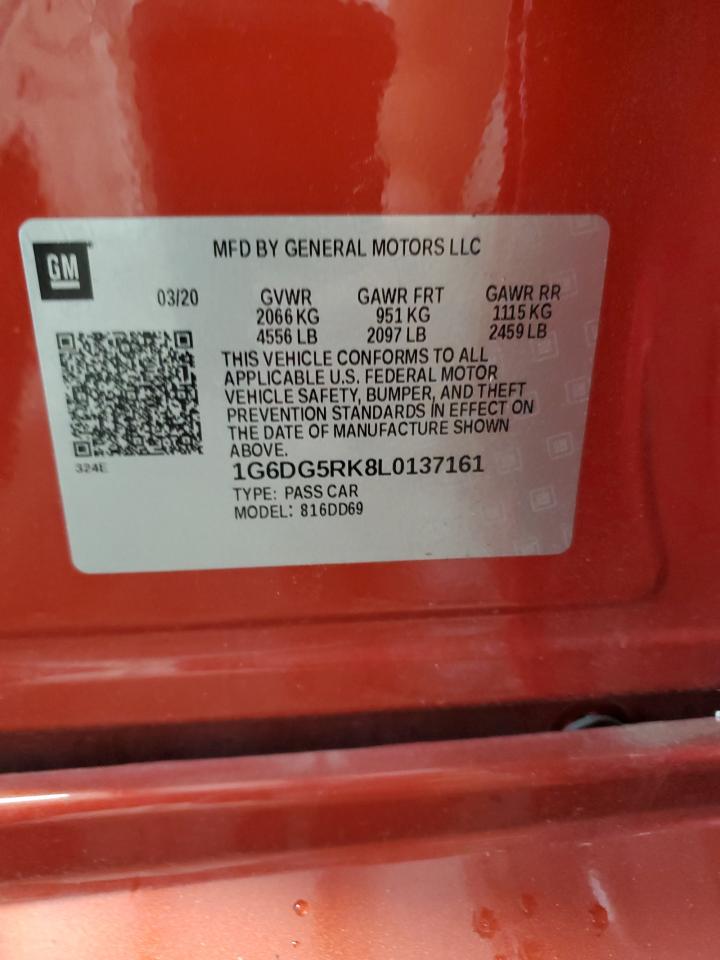 GM
MFD BY GENERAL MOTORS LLC
03/20 GVWR GAWR FRT GAWR RR
2066 KG 951 KG 1115 KG
4556 LB 2097 LB 2459 LB
THIS VEHICLE CONFORMS TO ALL
APPLICABLE U.S. FEDERAL MOTOR
VEHICLE SAFETY, BUMPER, AND THEFT
PREVENTION STANDARDS IN EFFECT ON
THE DATE OF MANUFACTURE SHOWN
ABOVE.
324E
1G6DG5RK8L0137161
TYPE: PASS CAR
MODEL: 816DD69